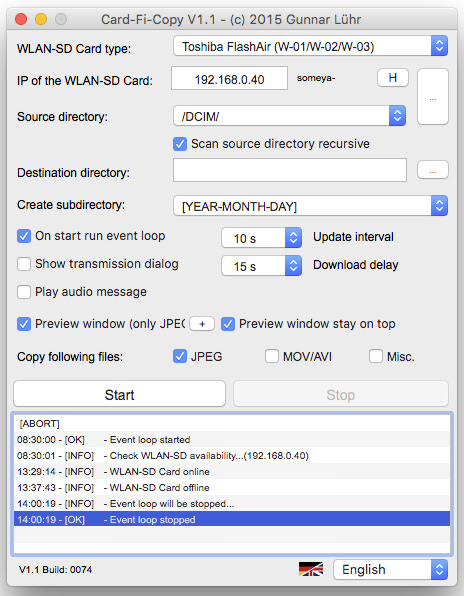 Card-Fi-Copy V1.1 - (c) 2015 Gunnar Lühr
WLAN-SD Card type: Toshiba FlashAir (W-01/W-02/W-03)
IP of the WLAN-SD Card: 192.168.0.40 someya- H ...
Source directory: /DCIM/
Scan source directory recursive
Destination directory: ...
Create subdirectory: [YEAR-MONTH-DAY]
On start run event loop 10 s Update interval
Show transmission dialog 15 s Download delay
Play audio message
Preview window (only JPEG + Preview window stay on top
Copy following files: JPEG MOV/AVI Misc.
Start Stop
[ABORT]
08:30:00 - [OK] - Event loop started
08:30:01 - [INFO] - Check WLAN-SD availability...(192.168.0.40)
13:29:14 - [INFO] - WLAN-SD Card online
13:37:43 - [INFO] - WLAN-SD Card offline
14:00:19 - [INFO] - Event loop will be stopped...
14:00:19 - [OK] - Event loop stopped
V1.1 Build: 0074 English